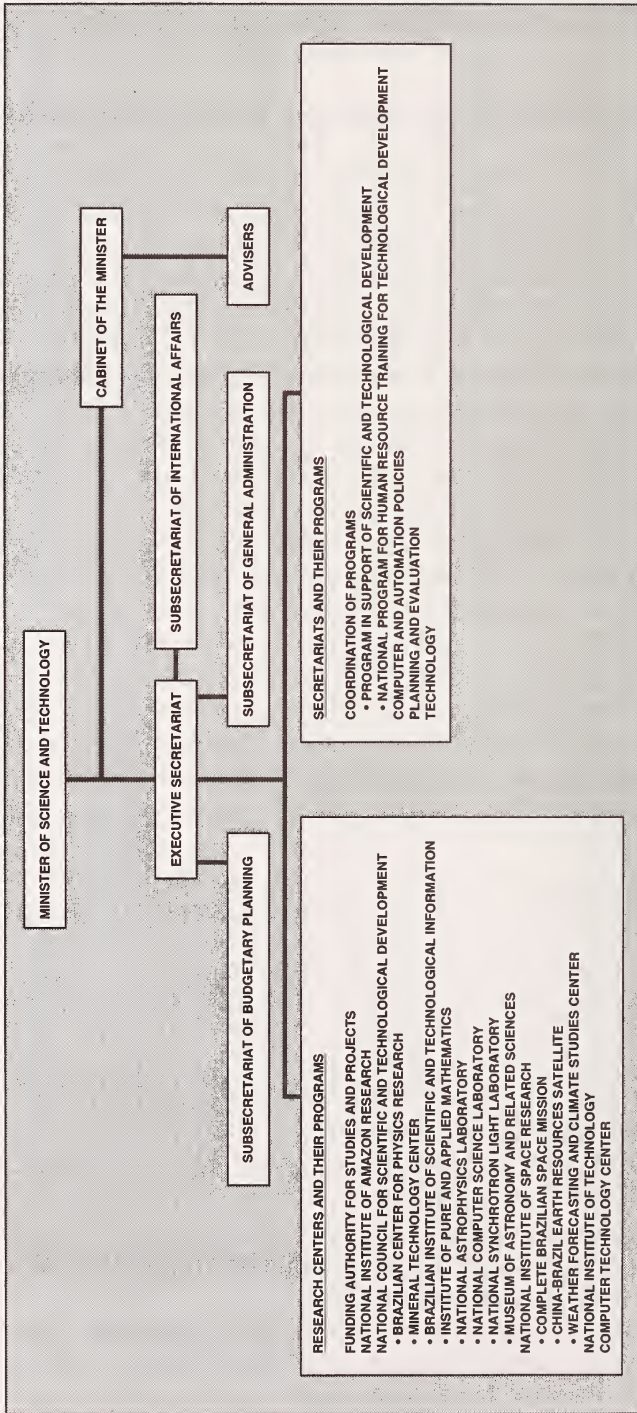 MINISTER OF SCIENCE AND TECHNOLOGY
CABINET OF THE MINISTER
ADVISERS
EXECUTIVE SECRETARIAT
SUBSECRETARIAT OF INTERNATIONAL AFFAIRS
SUBSECRETARIAT OF BUDGETARY PLANNING
SUBSECRETARIAT OF GENERAL ADMINISTRATION
RESEARCH CENTERS AND THEIR PROGRAMS
FUNDING AUTHORITY FOR STUDIES AND PROJECTS
NATIONAL INSTITUTE OF AMAZON RESEARCH
NATIONAL COUNCIL FOR SCIENTIFIC AND TECHNOLOGICAL DEVELOPMENT
• BRAZILIAN CENTER FOR PHYSICS RESEARCH
• MINERAL TECHNOLOGY CENTER
• BRAZILIAN INSTITUTE OF SCIENTIFIC AND TECHNOLOGICAL INFORMATION
• INSTITUTE OF PURE AND APPLIED MATHEMATICS
• NATIONAL ASTROPHYSICS LABORATORY
• NATIONAL COMPUTER SCIENCE LABORATORY
• NATIONAL SYNCHROTRON LIGHT LABORATORY
• MUSEUM OF ASTRONOMY AND RELATED SCIENCES
NATIONAL INSTITUTE OF SPACE RESEARCH
• COMPLETE BRAZILIAN SPACE MISSION
• CHINA-BRAZIL EARTH RESOURCES SATELLITE
• WEATHER FORECASTING AND CLIMATE STUDIES CENTER
NATIONAL INSTITUTE OF TECHNOLOGY
COMPUTER TECHNOLOGY CENTER
SECRETARIATS AND THEIR PROGRAMS
COORDINATION OF PROGRAMS
• PROGRAM IN SUPPORT OF SCIENTIFIC AND TECHNOLOGICAL DEVELOPMENT
• NATIONAL PROGRAM FOR HUMAN RESOURCE TRAINING FOR TECHNOLOGICAL DEVELOPMENT
COMPUTER AND AUTOMATION POLICIES
PLANNING AND EVALUATION
TECHNOLOGY